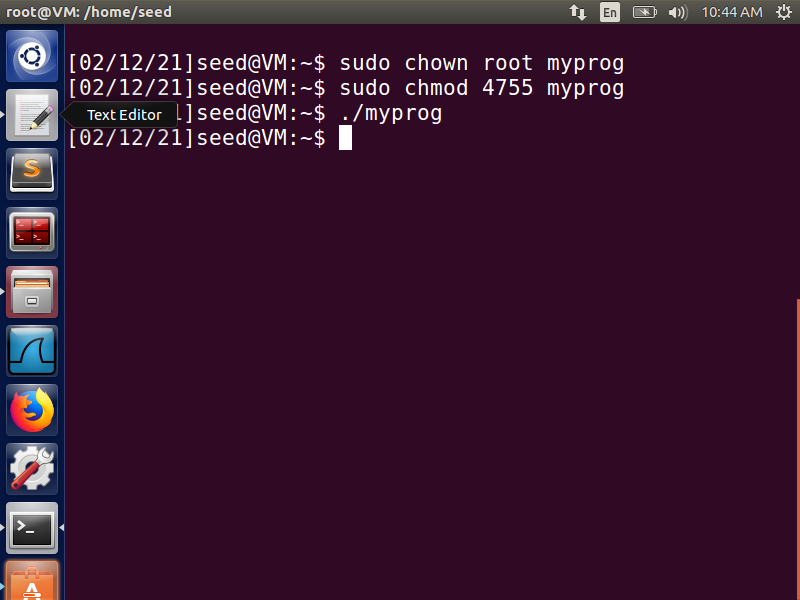 root@VM: /home/seed
En
10:44 AM
[02/12/21]seed@VM:~$ sudo chown root myprog
[02/12/21]seed@VM:~$ sudo chmod 4755 myprog
Text Editor
1]seed@VM:~$ ./myprog
[02/12/21]seed@VM:~$